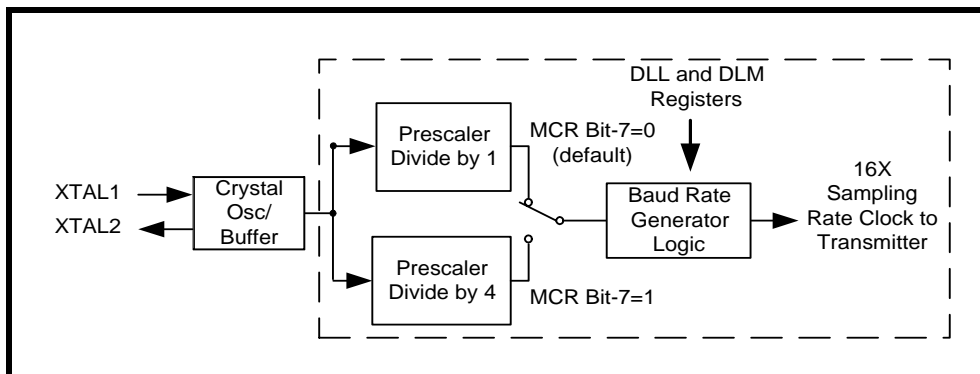 DLL and DLM
Registers
Prescaler
Divide by 1
MCR Bit-7=0
(default)
XTAL1
XTAL2
Crystal
Osc/
Buffer
Baud Rate
Generator
Logic
16X
Sampling
Rate Clock to
Transmitter
Prescaler
Divide by 4
MCR Bit-7=1